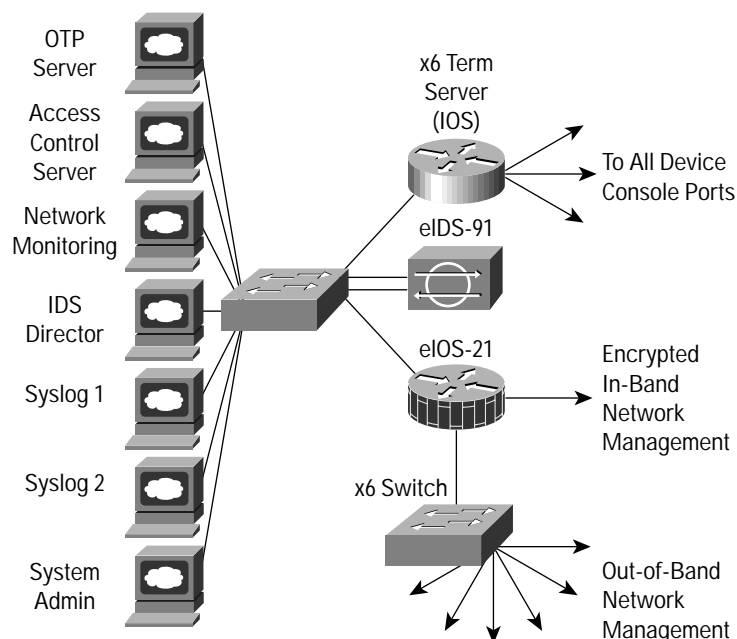 OTP
Server
Access
Control
Server
Network
Monitoring
IDS
Director
Syslog 1
Syslog 2
System
Admin
x6 Term
Server
(IOS)
To All Device
Console Ports
eIDS-91
eIOS-21
Encrypted
In-Band
Network
Management
x6 Switch
Out-of-Band
Network
Management